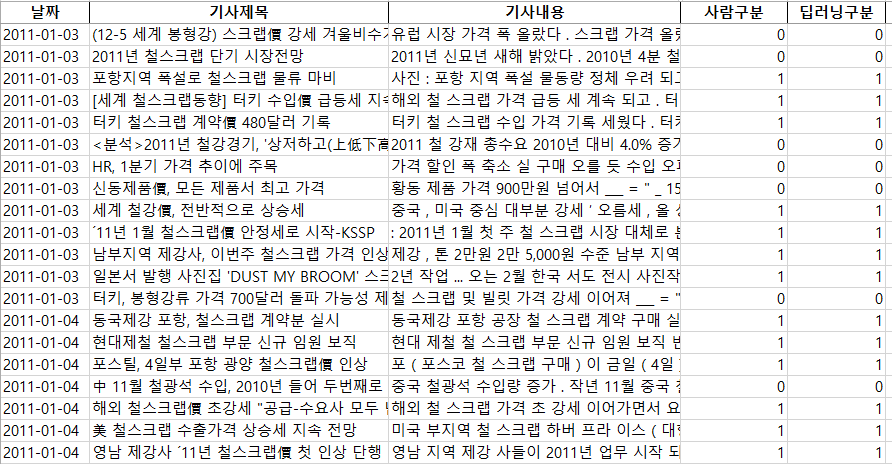 날짜 기사제목 기사내용 사람구분 딥러닝구분
2011-01-03 (12-5 세계 봉형강) 스크랩價 강세 겨울비수기 유럽 시장 가격 폭 올랐다 . 스크랩 가격 올랐 0 0
2011-01-03 2011년 철스크랩 단기 시장전망 2011년 신묘년 새해 밝았다 . 2010년 4분 철 0 0
2011-01-03 포항지역 폭설로 철스크랩 물류 마비 사진 : 포항 지역 폭설 물동량 정체 우려 되고 1 1
2011-01-03 [세계 철스크랩동향] 터키 수입價 급등세 지속 해외 철 스크랩 가격 급등 세 계속 되고 . 터 1 1
2011-01-03 터키 철스크랩 계약價 480달러 기록 터키 철 스크랩 수입 가격 기록 세웠다 . 터키 1 1
2011-01-03 <분석>2011년 철강경기, '상저하고(上低下高 2011 철 강재 총수요 2010년 대비 4.0% 증가 0 0
2011-01-03 HR, 1분기 가격 추이에 주목 가격 할인 폭 축소 실 구매 오를 듯 수입 오퍼 0 0
2011-01-03 신동제품價, 모든 제품서 최고 가격 황동 제품 가격 900만원 넘어서 ___ = " _ 15 0 0
2011-01-03 세계 철강價, 전반적으로 상승세 중국 , 미국 중심 대부분 강세 ' 오름세 , 올 상 1 1
2011-01-03 ´11년 1월 철스크랩價 안정세로 시작-KSSP : 2011년 1월 첫 주 철 스크랩 시장 대체로 1 1
2011-01-03 남부지역 제강사, 이번주 철스크랩 가격 인상 제강 , 톤 2만원 2만 5,000원 수준 남부 지역 1 1
2011-01-03 일본서 발행 사진집 'DUST MY BROOM' 스크 2년 작업 ... 오는 2월 한국 서도 전시 사진작 1 1
2011-01-03 터키, 봉형강류 가격 700달러 돌파 가능성 제 철 스크랩 및 빌릿 가격 강세 이어져 ___ = " 0 0
2011-01-04 동국제강 포항, 철스크랩 계약분 실시 동국제강 포항 공장 철 스크랩 계약 구매 실 1 1
2011-01-04 현대제철 철스크랩 부문 신규 임원 보직 현대 제철 철 스크랩 부문 신규 임원 보직 1 1
2011-01-04 포스틸, 4일부 포항 광양 철스크랩價 인상 포 ( 포스코 철 스크랩 구매 ) 이 금일 ( 4일 1 1
2011-01-04 中 11월 철광석 수입, 2010년 들어 두번째로 중국 철광석 수입량 증가 . 작년 11월 중국 철 0 0
2011-01-04 해외 철스크랩價 초강세 "공급-수요사 모두 해외 철 스크랩 가격 초 강세 이어가면서 요 1 1
2011-01-04 美 철스크랩 수출가격 상승세 지속 전망 미국 부지역 철 스크랩 하버 프라 이스 ( 대 1 1
2011-01-04 영남 제강사 ´11년 철스크랩價 첫 인상 단행 영남 지역 제강 사들이 2011년 업무 시작 되 1 1